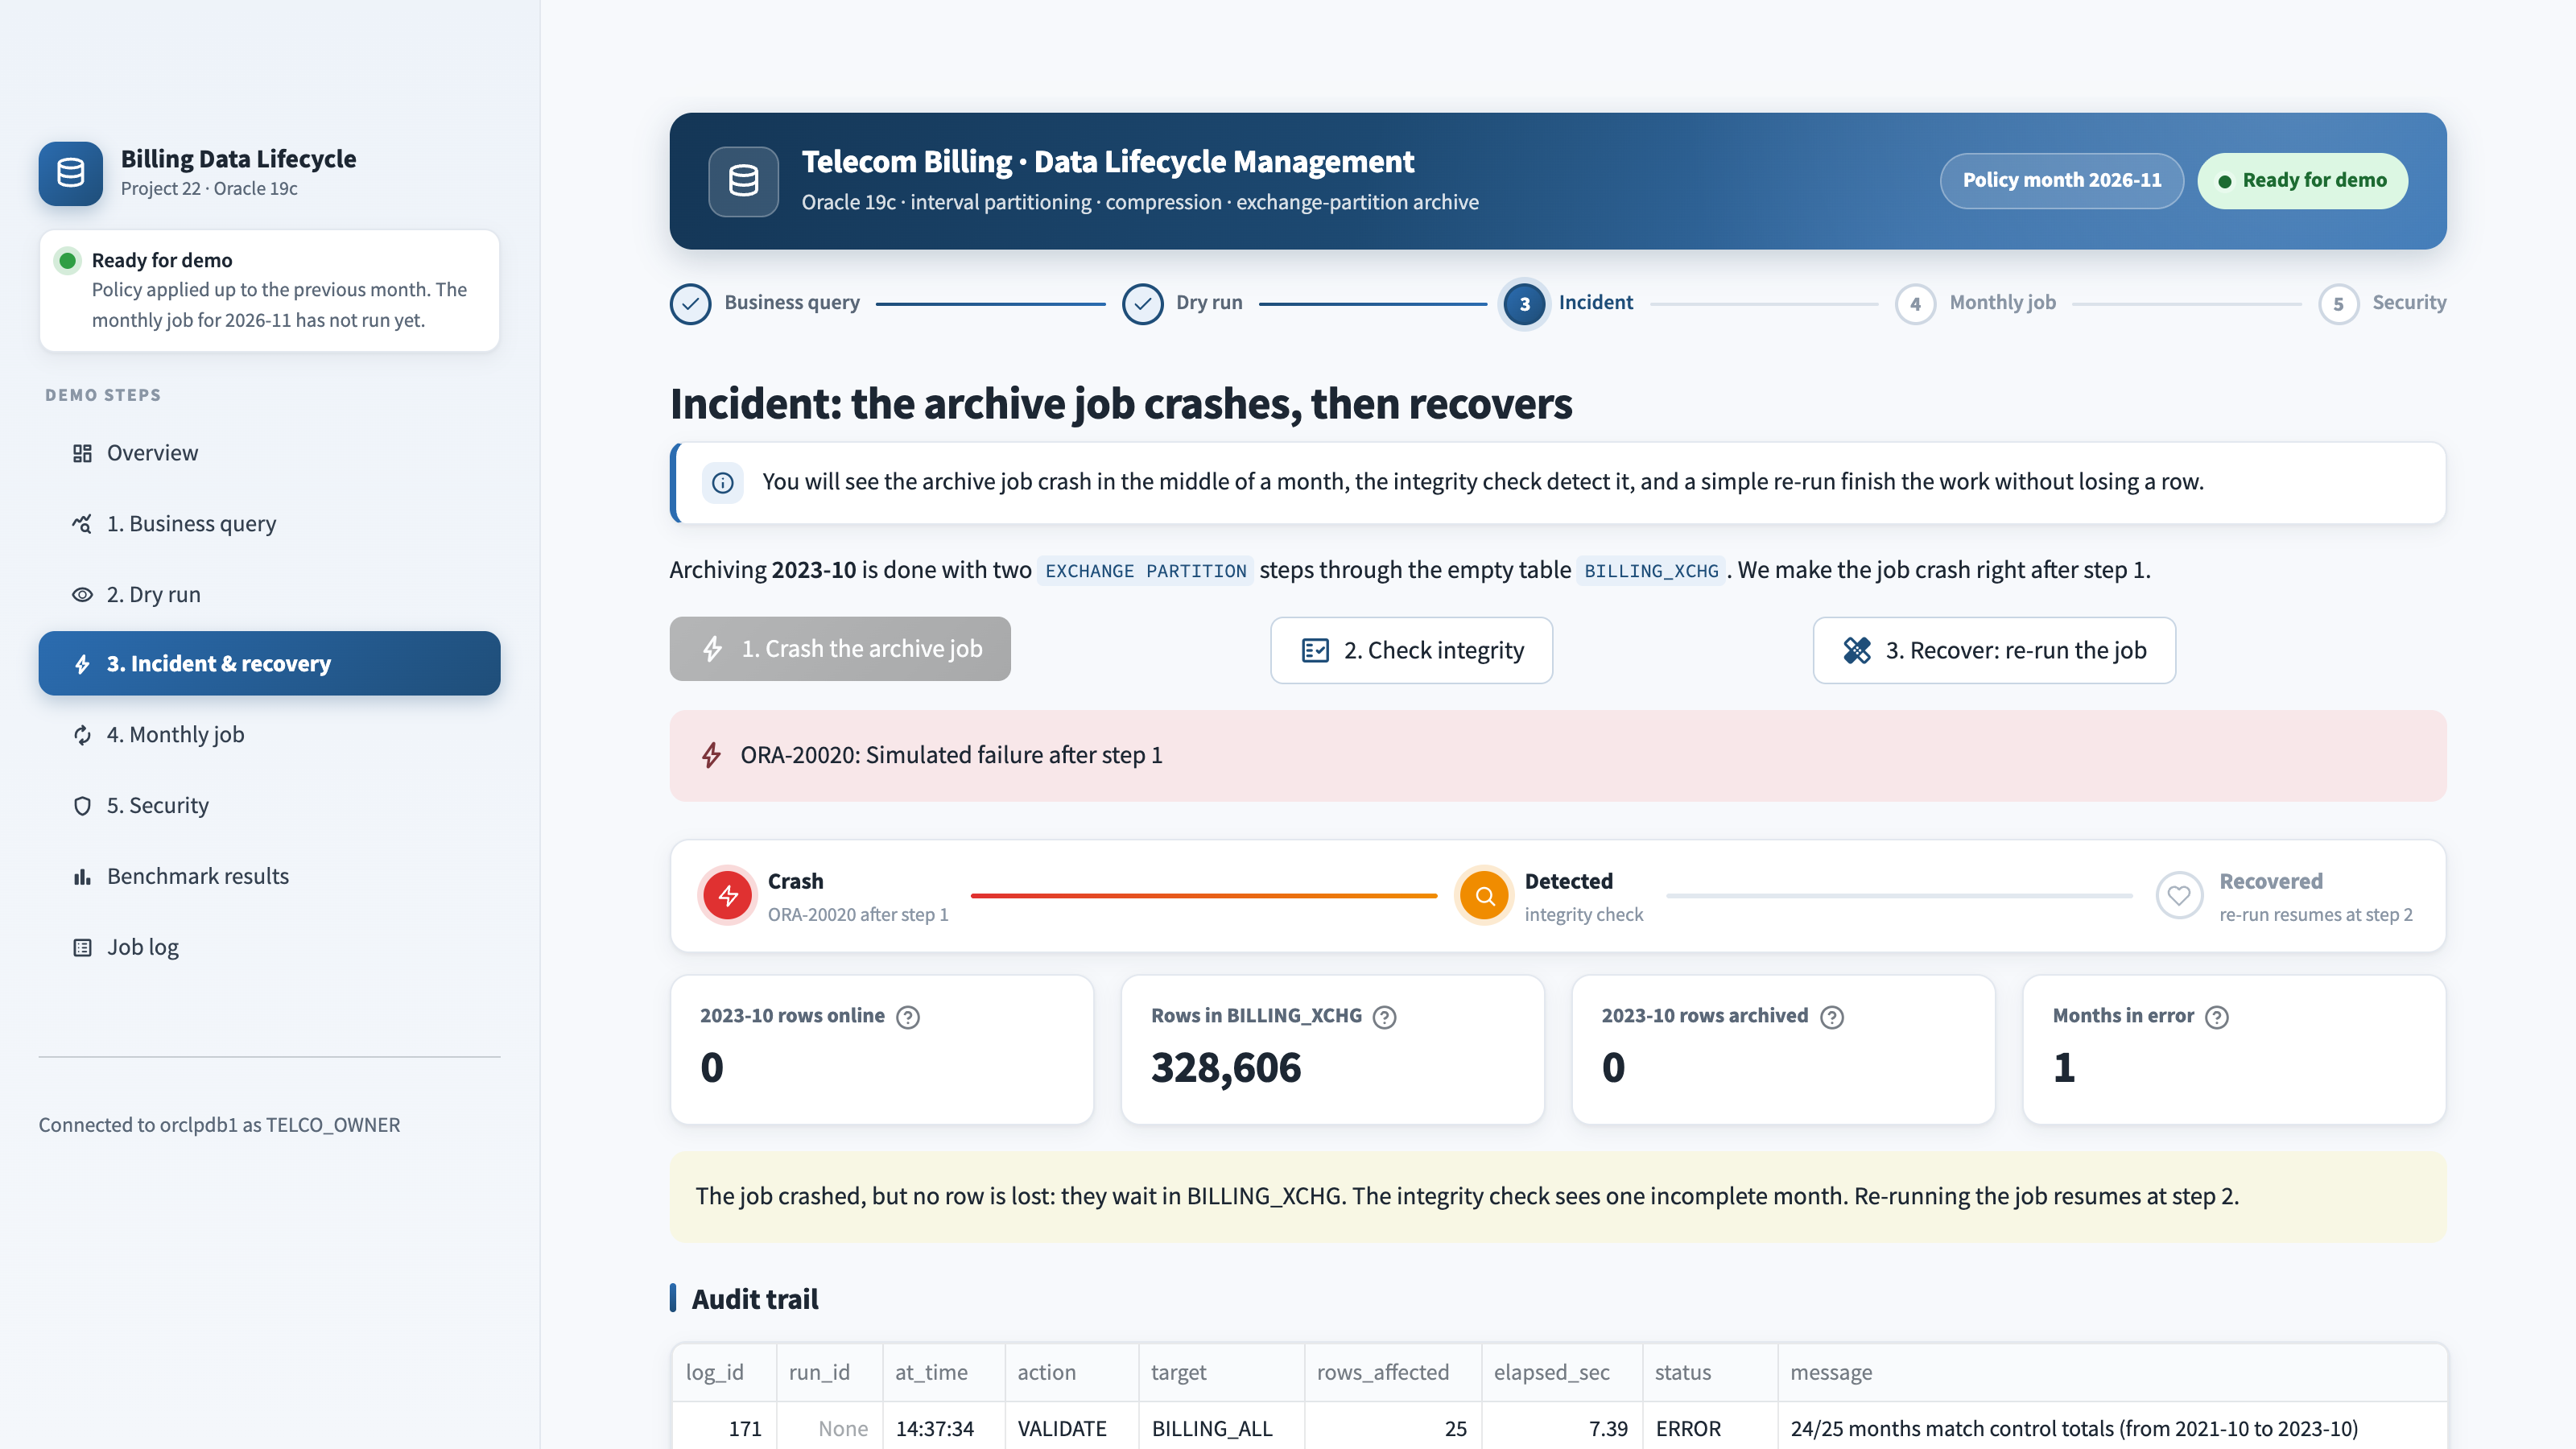 Billing Data Lifecycle
Project 22 · Oracle 19c
Ready for demo
Policy applied up to the previous month. The
monthly job for 2026-11 has not run yet.
DEMO STEPS
Overview
1. Business query
2. Dry run
3. Incident & recovery
4. Monthly job
5. Security
Benchmark results
Job log
Connected to orclpdb1 as TELCO_OWNER
Telecom Billing · Data Lifecycle Management
Oracle 19c · interval partitioning · compression · exchange-partition archive
Policy month 2026-11
Ready for demo
Business query
Dry run
3 Incident
4 Monthly job
5 Security
Incident: the archive job crashes, then recovers
You will see the archive job crash in the middle of a month, the integrity check detect it, and a simple re-run finish the work without losing a row.
Archiving 2023-10 is done with two EXCHANGE PARTITION steps through the empty table BILLING_XCHG. We make the job crash right after step 1.
1. Crash the archive job
2. Check integrity
3. Recover: re-run the job
ORA-20020: Simulated failure after step 1
Crash
ORA-20020 after step 1
Detected
integrity check
Recovered
re-run resumes at step 2
2023-10 rows online
0
Rows in BILLING_XCHG
328,606
2023-10 rows archived
0
Months in error
1
The job crashed, but no row is lost: they wait in BILLING_XCHG. The integrity check sees one incomplete month. Re-running the job resumes at step 2.
Audit trail
log_id run_id at_time action target rows_affected elapsed_sec status message
171 None 14:37:34 VALIDATE BILLING_ALL 25 7.39 ERROR 24/25 months match control totals (from 2021-10 to 2023-10)